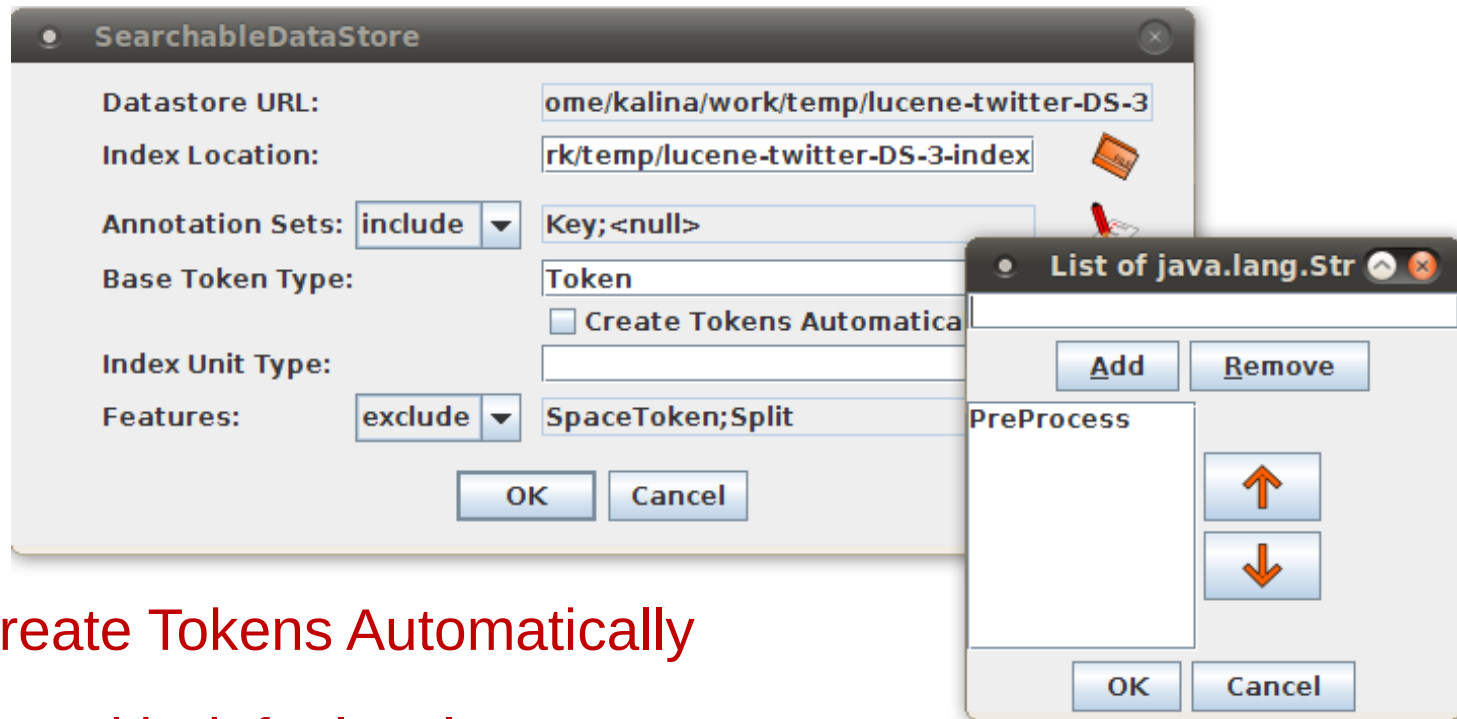 SearchableDataStore
Datastore URL: ome/kalina/work/temp/lucene-twitter-DS-3
Index Location: rk/temp/lucene-twitter-DS-3-index
Annotation Sets: include Key;<null>
Base Token Type: Token
Create Tokens Automatica
Index Unit Type:
Features: exclude SpaceToken;Split
OK Cancel
List of java.lang.Str
Add Remove
PreProcess
OK Cancel
reate Tokens Automatically